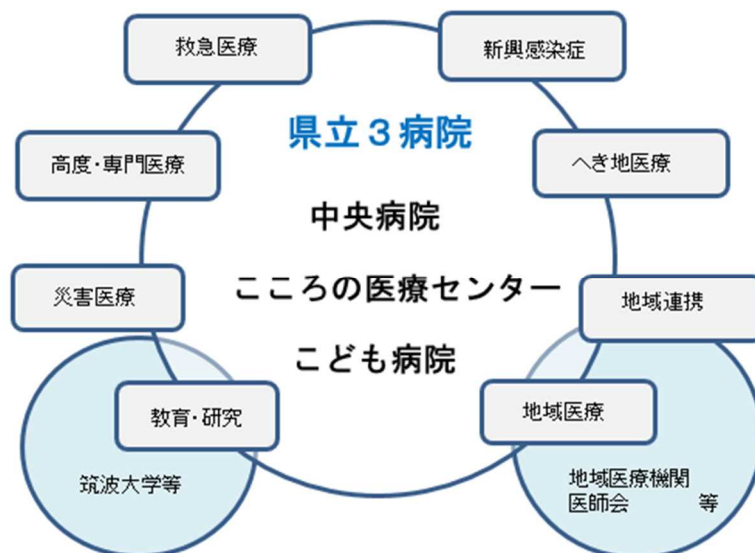 救急医療
新興感染症
県立３病院
高度・専門医療
へき地医療
中央病院
災害医療
こころの医療センター
地域連携
こども病院
教育・研究
地域医療
筑波大学等
地域医療機関
医師会　　　等